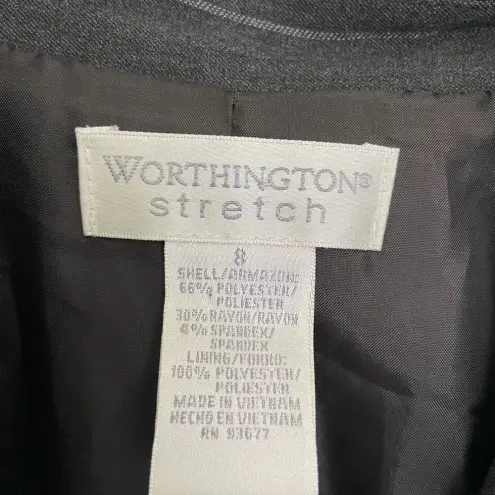 WORTHINGTON®
stretch
8
SHELL/ARMAZON:
66% POLYESTER/
POLIESTER
30% RAYON/RAYON
4% SPANDEX/
SPANDEX
LINING/FORRO:
100% POLYESTER/
POLIESTER
MADE IN VIETNAM
HECHO EN VIETNAM
RN 93677